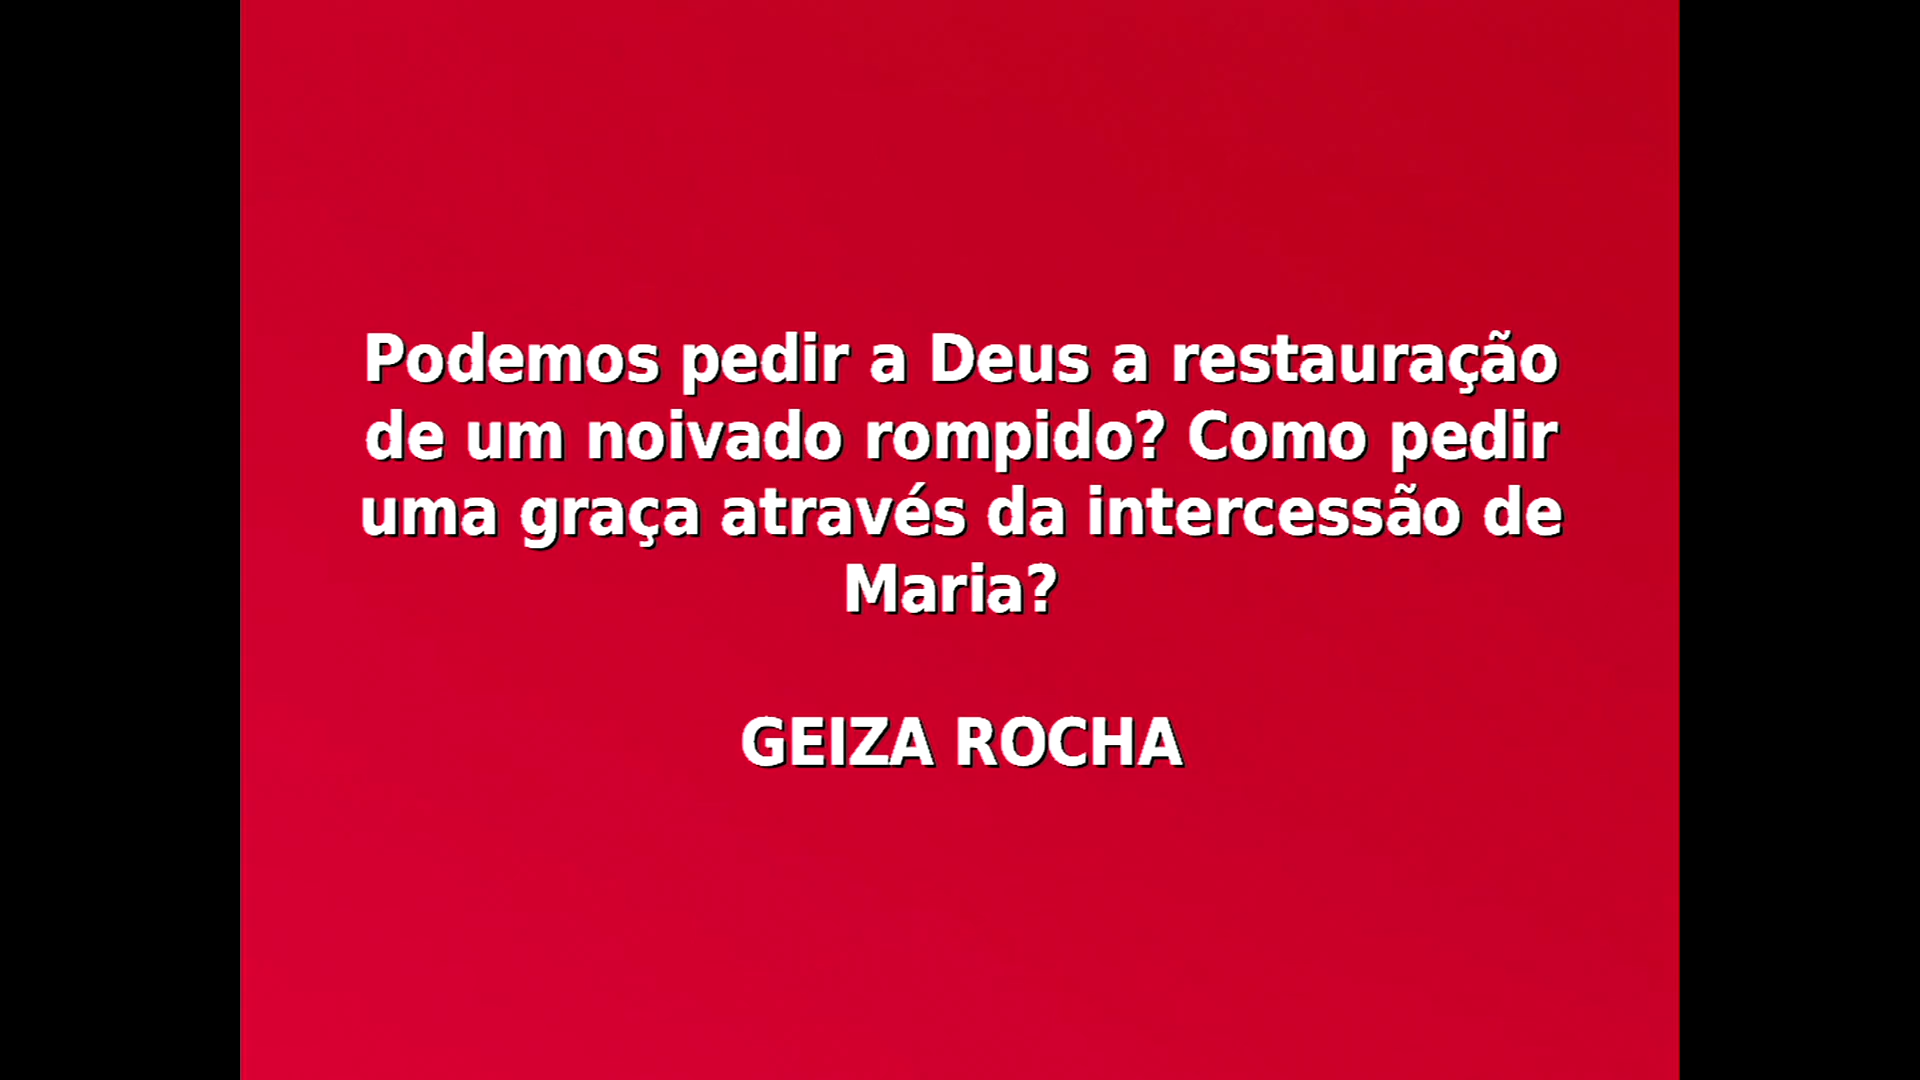 Podemos pedir a Deus a restauração
de um noivado rompido? Como pedir
uma graça através da intercessão de
Maria?
GEIZA ROCHA